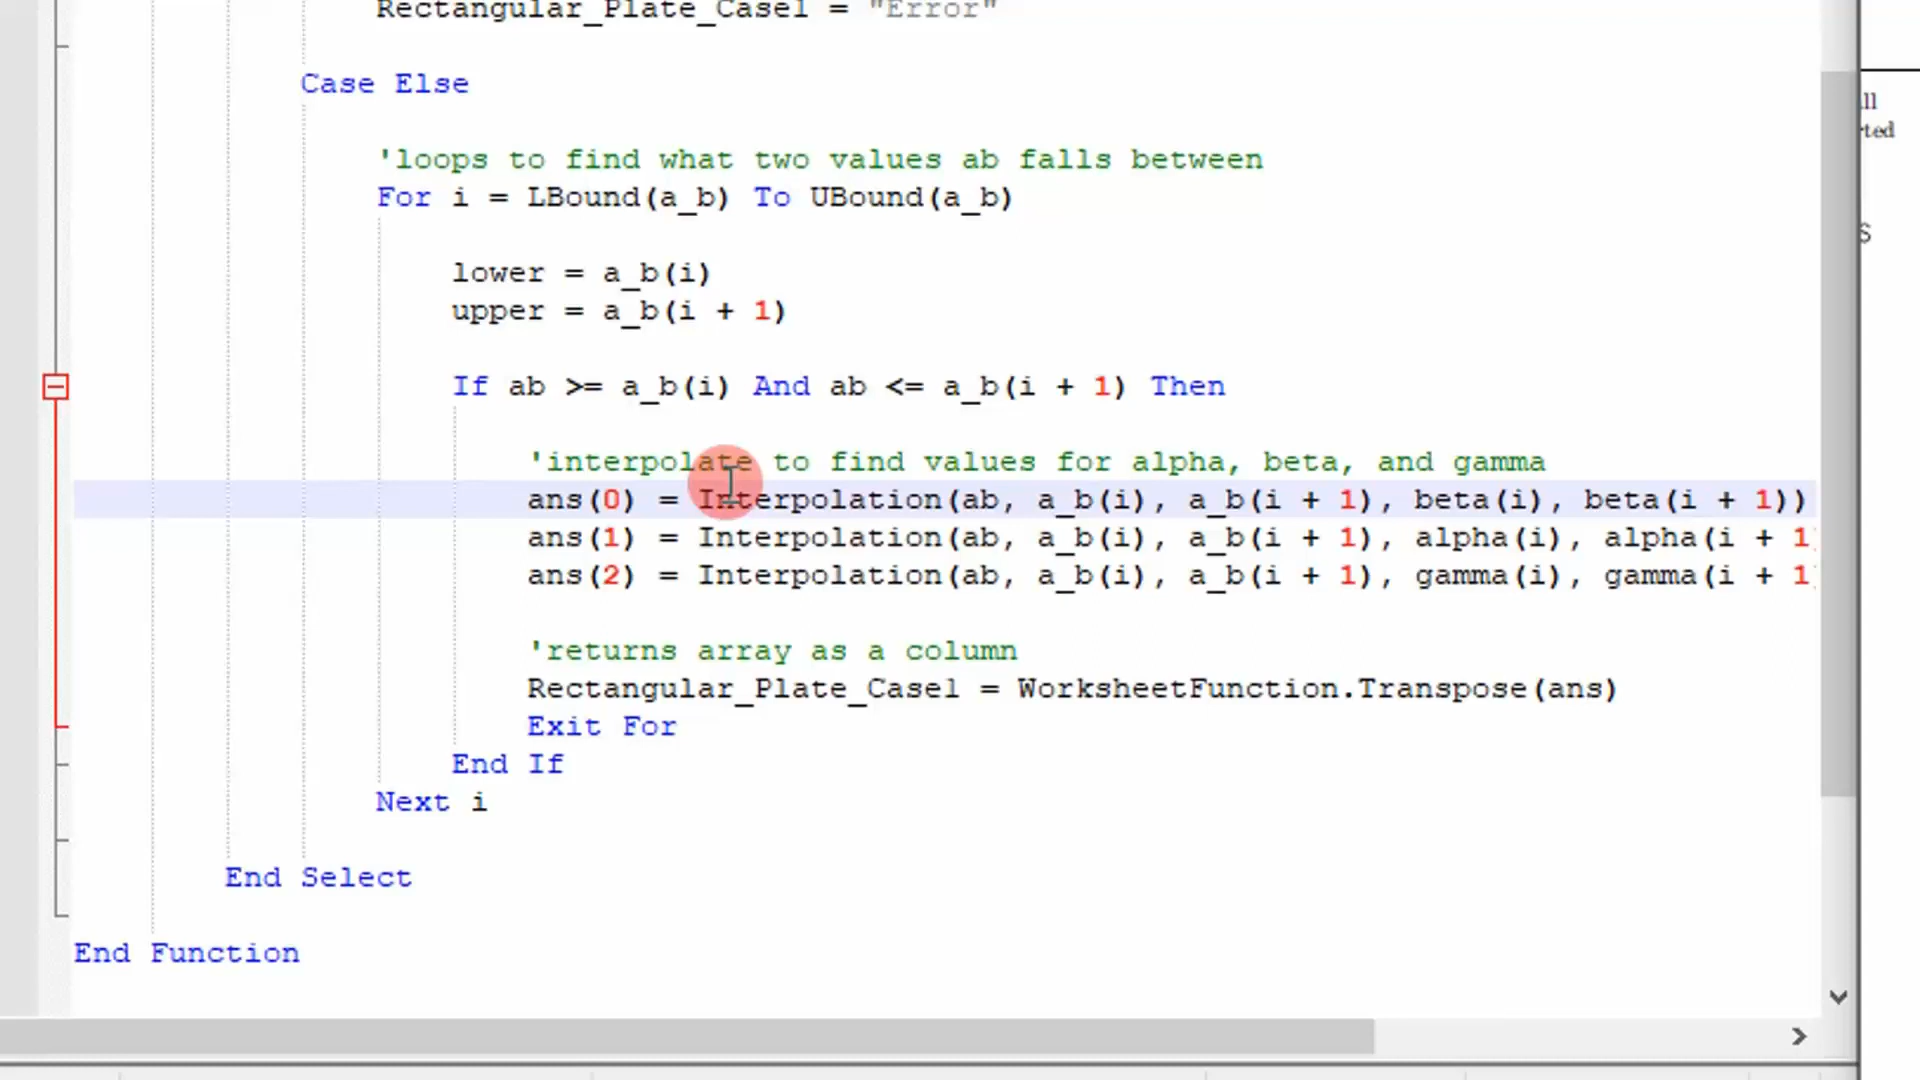 Rectangular_Plate_Case1 = "Error"
Case Else
'loops to find what two values ab falls between
For i = LBound(a_b) To UBound(a_b)
lower = a_b(i)
upper = a_b(i + 1)
If ab >= a_b(i) And ab <= a_b(i + 1) Then
'interpolate to find values for alpha, beta, and gamma
ans(0) = Interpolation(ab, a_b(i), a_b(i + 1), beta(i), beta(i + 1))
ans(1) = Interpolation(ab, a_b(i), a_b(i + 1), alpha(i), alpha(i + 1)
ans(2) = Interpolation(ab, a_b(i), a_b(i + 1), gamma(i), gamma(i + 1)
'returns array as a column
Rectangular_Plate_Case1 = WorksheetFunction.Transpose(ans)
Exit For
End If
Next i
End Select
End Function